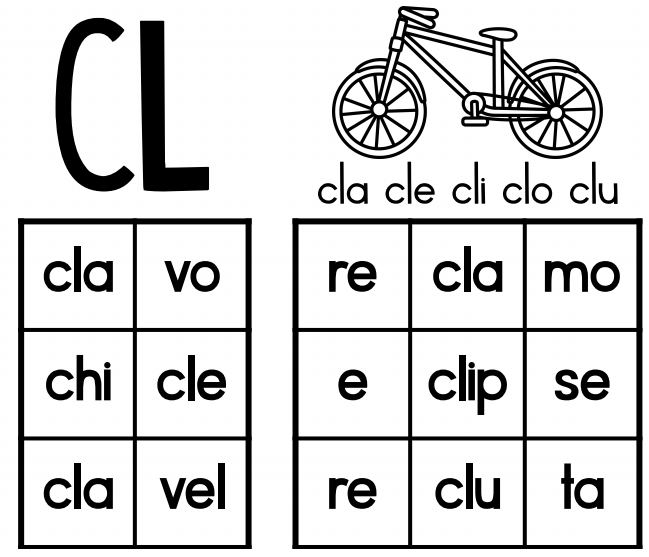 CL
cla cle cli clo clu
cla vo
chi cle
cla vel
re cla mo
e clip se
re clu ta